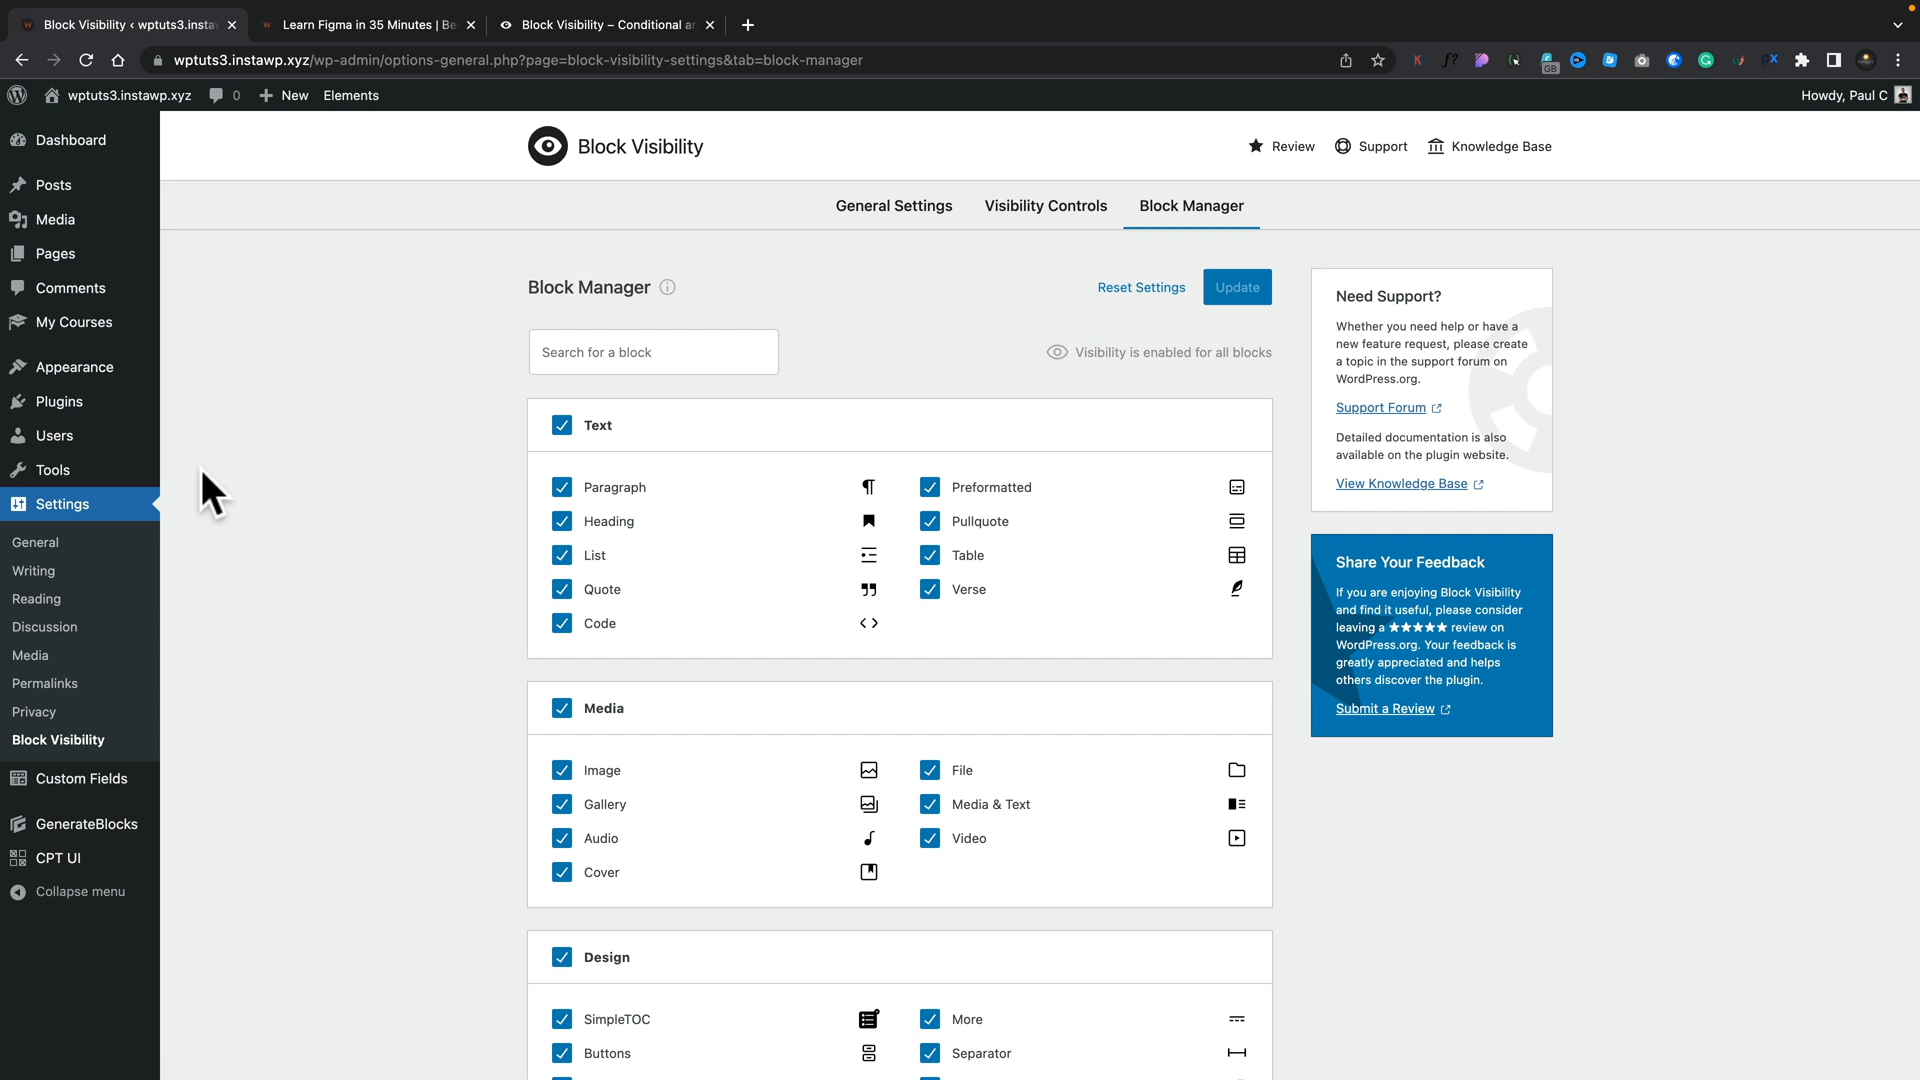 Block Visibility ‹ wptuts3.insta
Learn Figma in 35 Minutes | Be
Block Visibility – Conditional an
wptuts3.instawp.xyz/wp-admin/options-general.php?page=block-visibility-settings&tab=block-manager
GB
wptuts3.instawp.xyz
0
New
Elements
Howdy, Paul C
Dashboard
Posts
Media
Pages
Comments
My Courses
Appearance
Plugins
Users
Tools
Settings
General
Writing
Reading
Discussion
Media
Permalinks
Privacy
Block Visibility
Custom Fields
GenerateBlocks
CPT UI
Collapse menu
Block Visibility
Review
Support
Knowledge Base
General Settings
Visibility Controls
Block Manager
Block Manager
Reset Settings
Update
Search for a block
Visibility is enabled for all blocks
Text
Paragraph
Preformatted
Heading
Pullquote
List
Table
Quote
Verse
Code
Media
Image
File
Gallery
Media & Text
Audio
Video
Cover
Design
SimpleTOC
More
Buttons
Separator
Need Support?
Whether you need help or have a
new feature request, please create
a topic in the support forum on
WordPress.org.
Support Forum
Detailed documentation is also
available on the plugin website.
View Knowledge Base
Share Your Feedback
If you are enjoying Block Visibility
and find it useful, please consider
leaving a ★★★★★ review on
WordPress.org. Your feedback is
greatly appreciated and helps
others discover the plugin.
Submit a Review